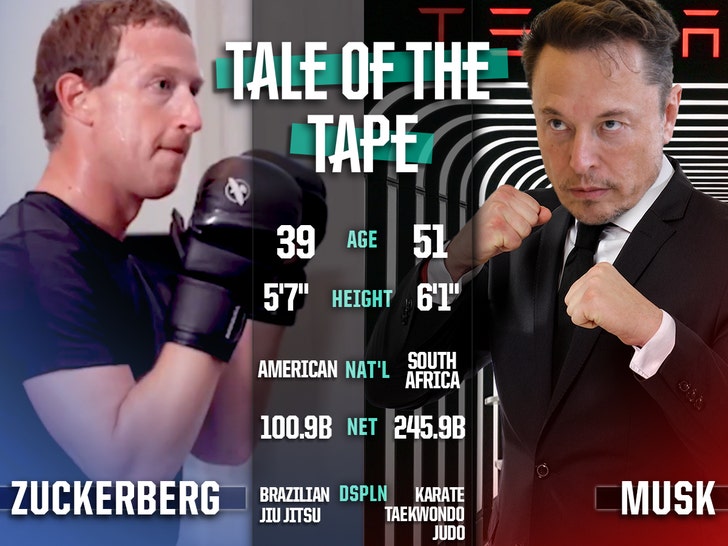 TALE OF THE
TAPE
39 AGE 51
5'7" HEIGHT 6'1"
AMERICAN NAT'L SOUTH
AFRICA
100.9B NET 245.9B
BRAZILIAN DSPLN KARATE
JIU JITSU TAEKWONDO
JUDO
ZUCKERBERG
MUSK